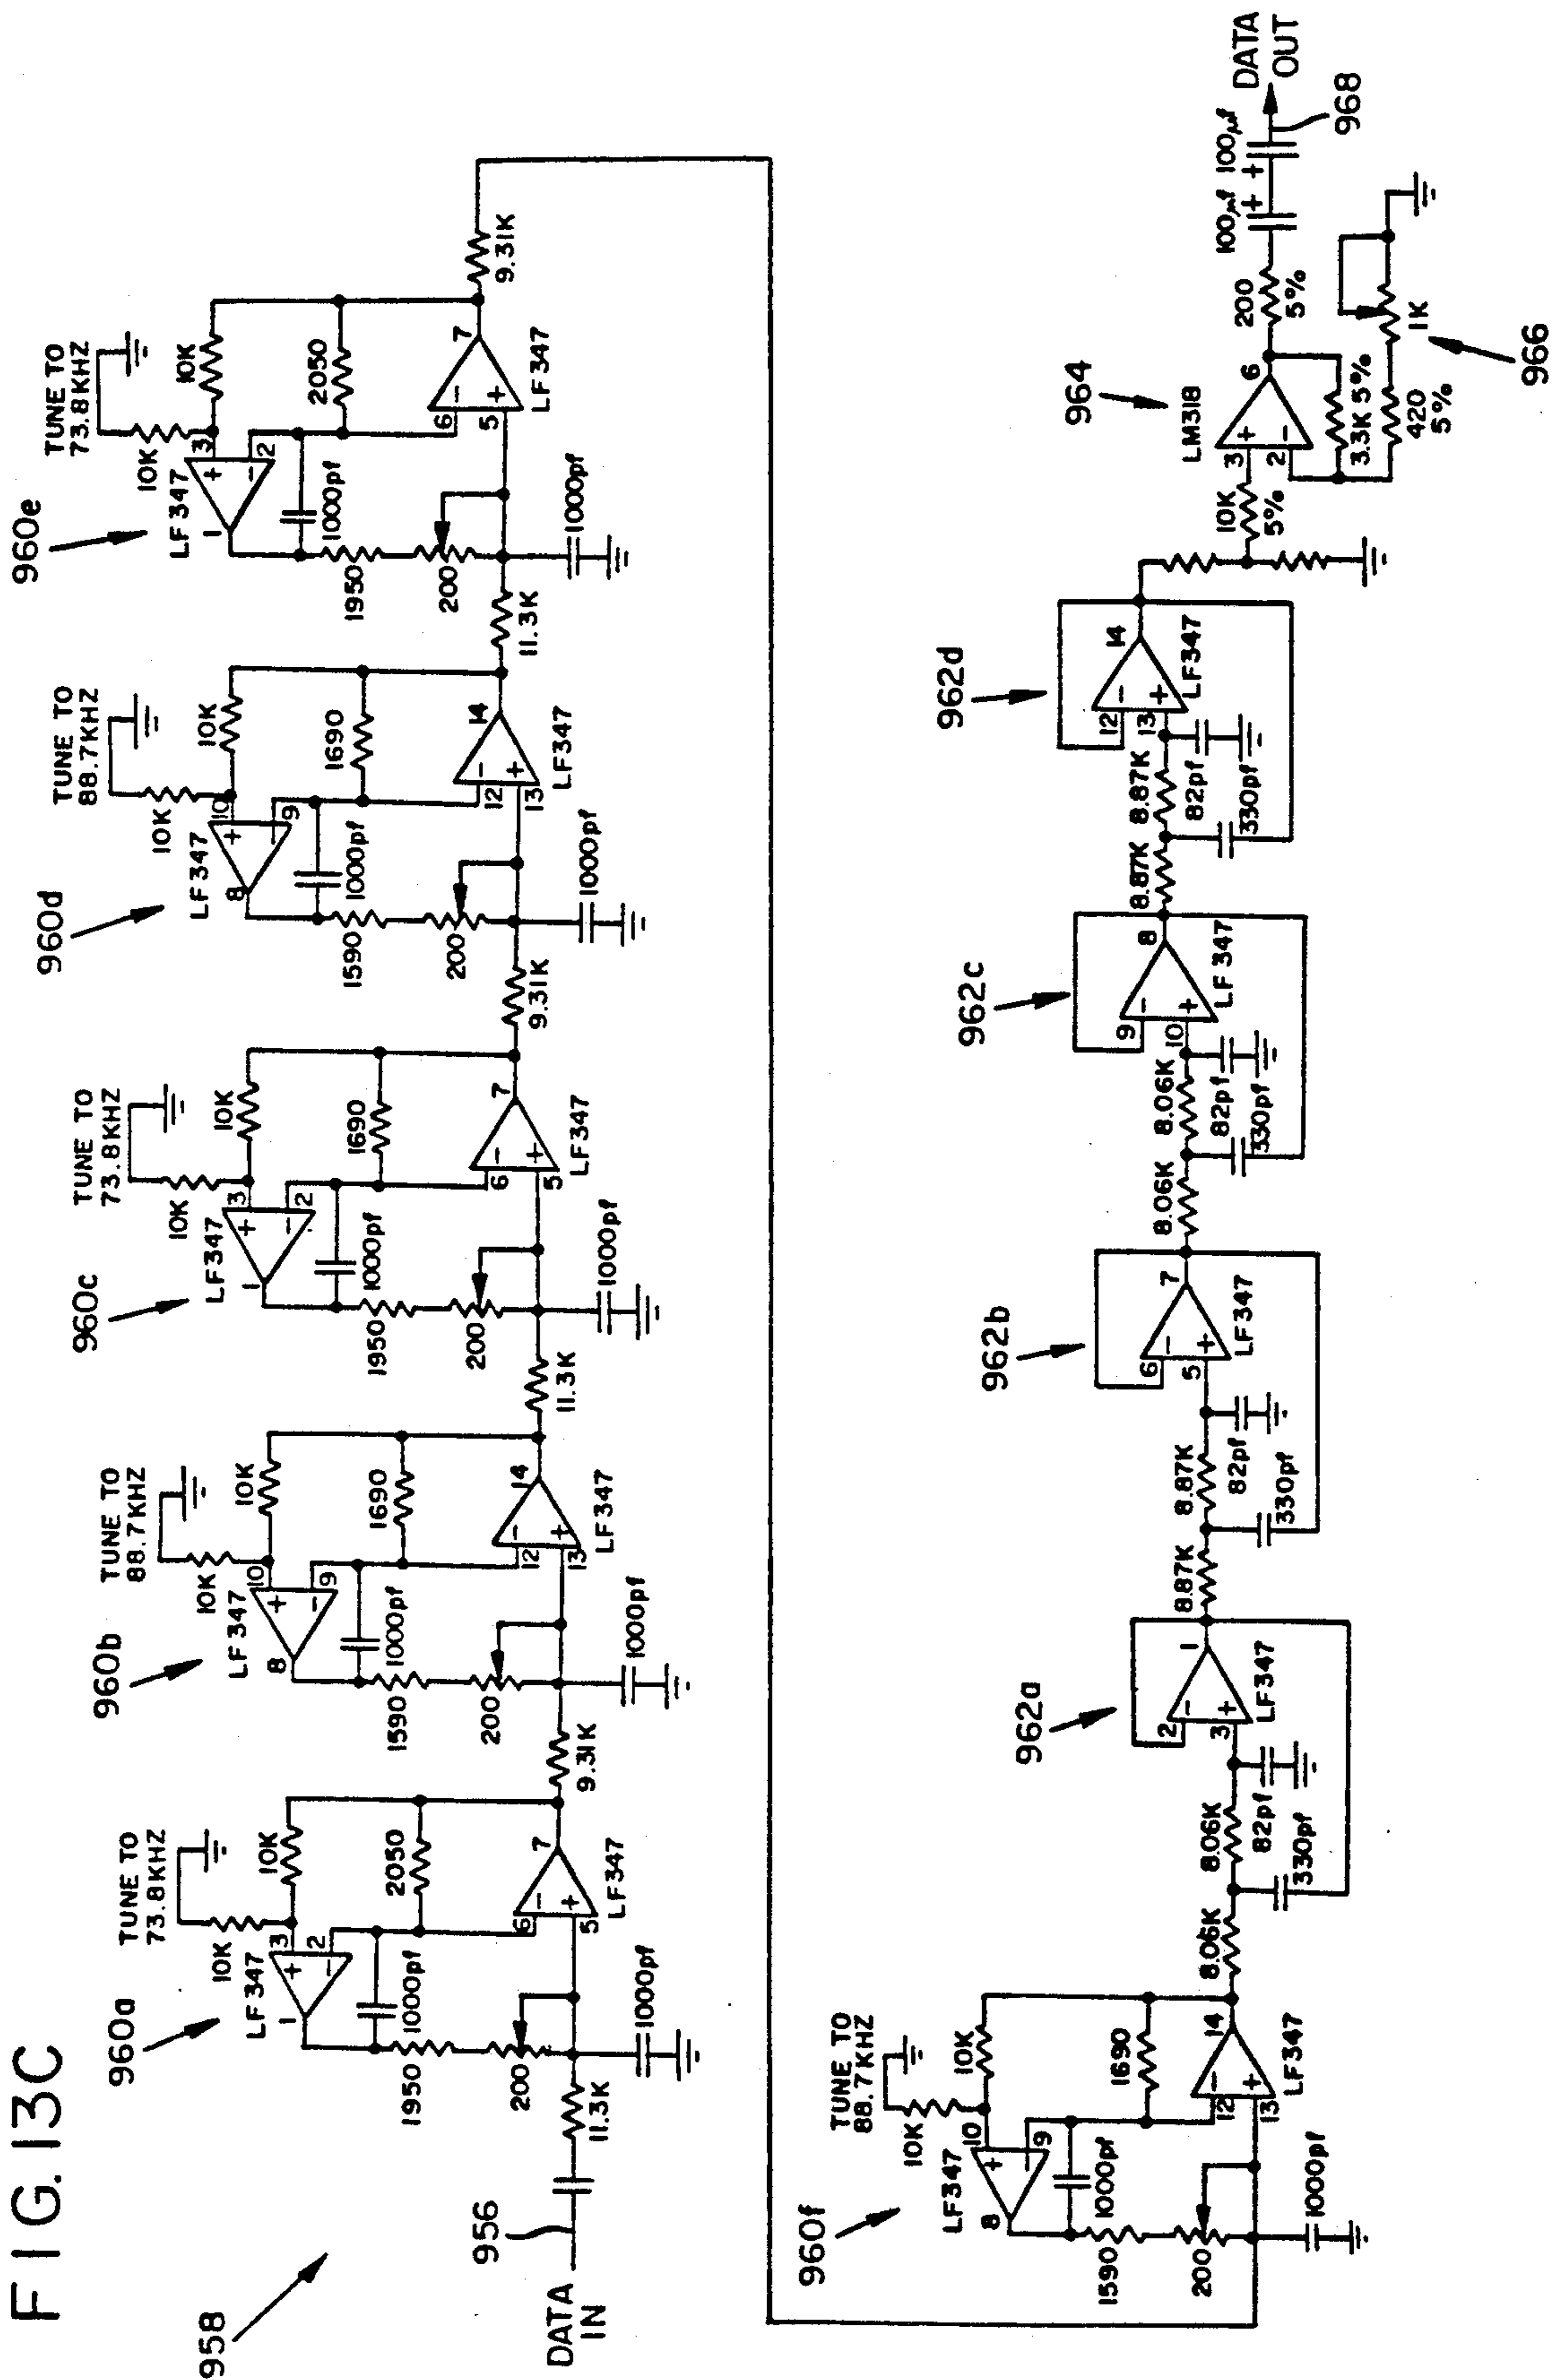 FIG. 13C
958
DATA
IN
956
960a
TUNE TO
73.8KHZ
10K
10K
3
+
2
−
LF347
1
1000pf
2050
1950
200
11.3K
1000pf
6
−
5
+
7
LF347
9.31K
960b
TUNE TO
88.7KHZ
10K
10K
10
+
9
−
LF347
8
1000pf
1690
1590
200
1000pf
12
−
13
+
14
LF347
11.3K
960c
TUNE TO
73.8KHZ
10K
10K
3
+
2
−
LF347
1
1000pf
1690
1950
200
1000pf
6
−
5
+
7
LF347
9.31K
960d
TUNE TO
88.7KHZ
10K
10K
10
+
9
−
LF347
8
1000pf
1690
1590
200
1000pf
12
−
13
+
14
LF347
11.3K
960e
TUNE TO
73.8KHZ
10K
10K
3
+
2
−
LF347
1
1000pf
2050
1950
200
1000pf
6
−
5
+
7
LF347
9.31K
960f
TUNE TO
88.7KHZ
10K
10K
10
+
9
−
LF347
8
1000pf
1690
1590
200
1000pf
12
−
13
+
14
LF347
8.06K
8.06K
82pf
330pf
962a
2
−
3
+
1
LF347
8.87K
8.87K
82pf
330pf
962b
6
−
5
+
7
LF347
8.06K
8.06K
82pf
330pf
962c
9
−
10
+
8
LF347
8.87K
8.87K
82pf
330pf
962d
12
−
13
+
14
LF347
10K
5%
964
LM318
3
+
2
−
6
3.3K 5%
420
5%
1K
966
200
5%
100µf
+
+
100µf
968
DATA
OUT